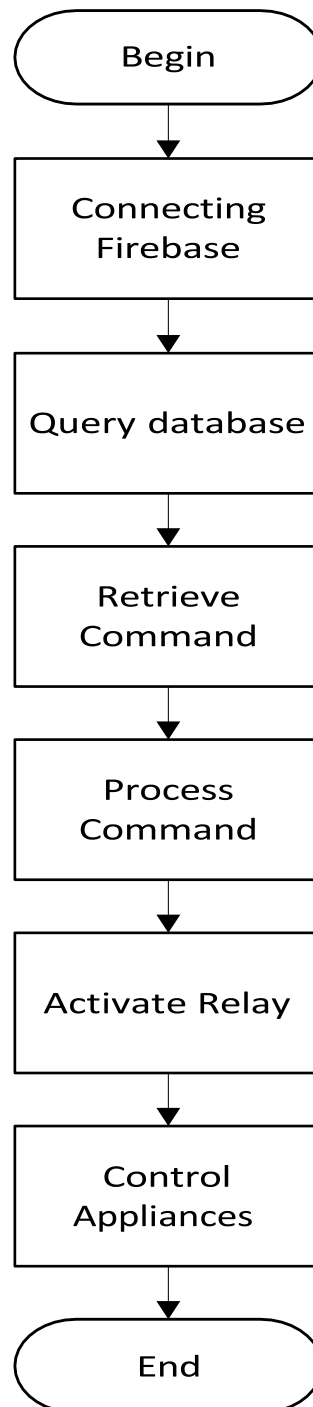 Begin
Connecting
Firebase
Query database
Retrieve
Command
Process
Command
Activate Relay
Control
Appliances
End